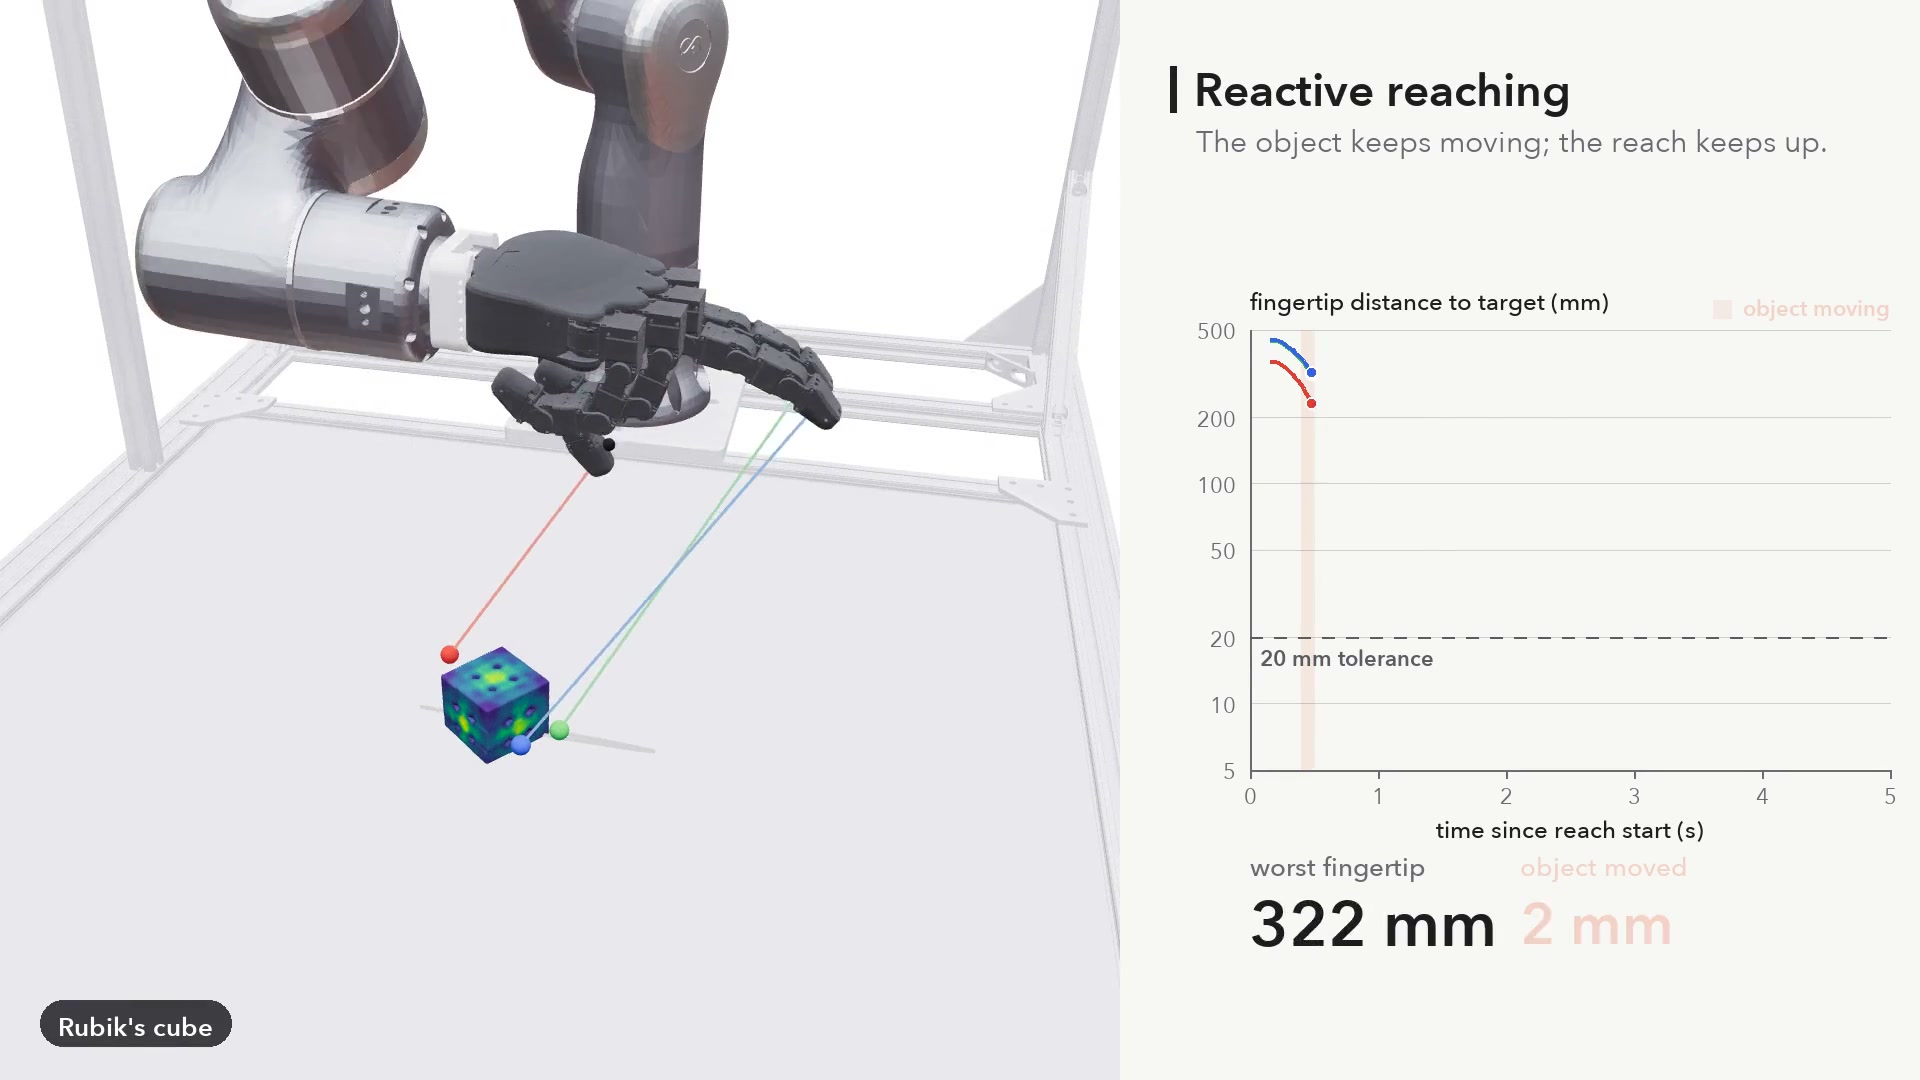 Reactive reaching
The object keeps moving; the reach keeps up.
fingertip distance to target (mm)
object moving
500
200
100
50
20
20 mm tolerance
10
5
0 1 2 3 4 5
time since reach start (s)
worst fingertip object moved
322 mm 2 mm
Rubik's cube